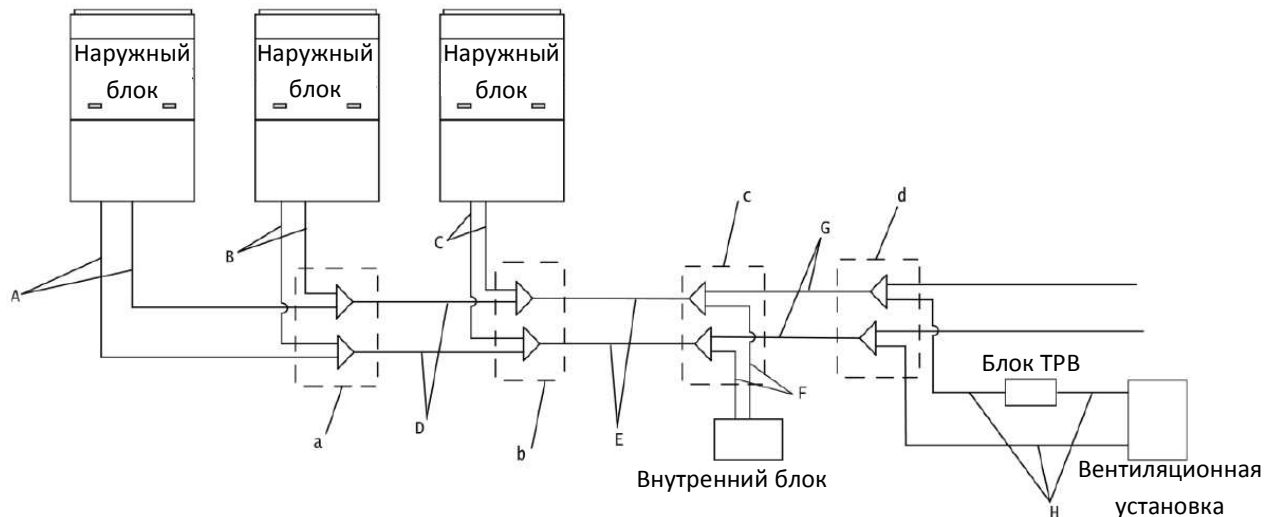 Наружный
блок
Наружный
блок
Наружный
блок
A
B
C
c
G
d
a
D
b
E
F
Блок ТРВ
Внутренний блок
H
Вентиляционная
установка